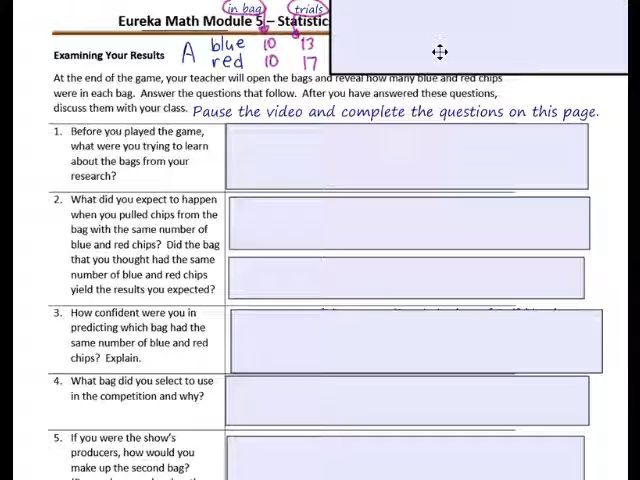 in bag trials
Eureka Math Module 5 – Statistic
A blue 10 13
Examining Your Results
red 10 17
At the end of the game, your teacher will open the bags and reveal how many blue and red chips
were in each bag. Answer the questions that follow. After you have answered these questions,
discuss them with your class. Pause the video and complete the questions on this page.
1. Before you played the game,
what were you trying to learn
about the bags from your
research?
2. What did you expect to happen
when you pulled chips from the
bag with the same number of
blue and red chips? Did the bag
that you thought had the same
number of blue and red chips
yield the results you expected?
3. How confident were you in
predicting which bag had the
same number of blue and red
chips? Explain.
4. What bag did you select to use
in the competition and why?
5. If you were the show's
producers, how would you
make up the second bag?